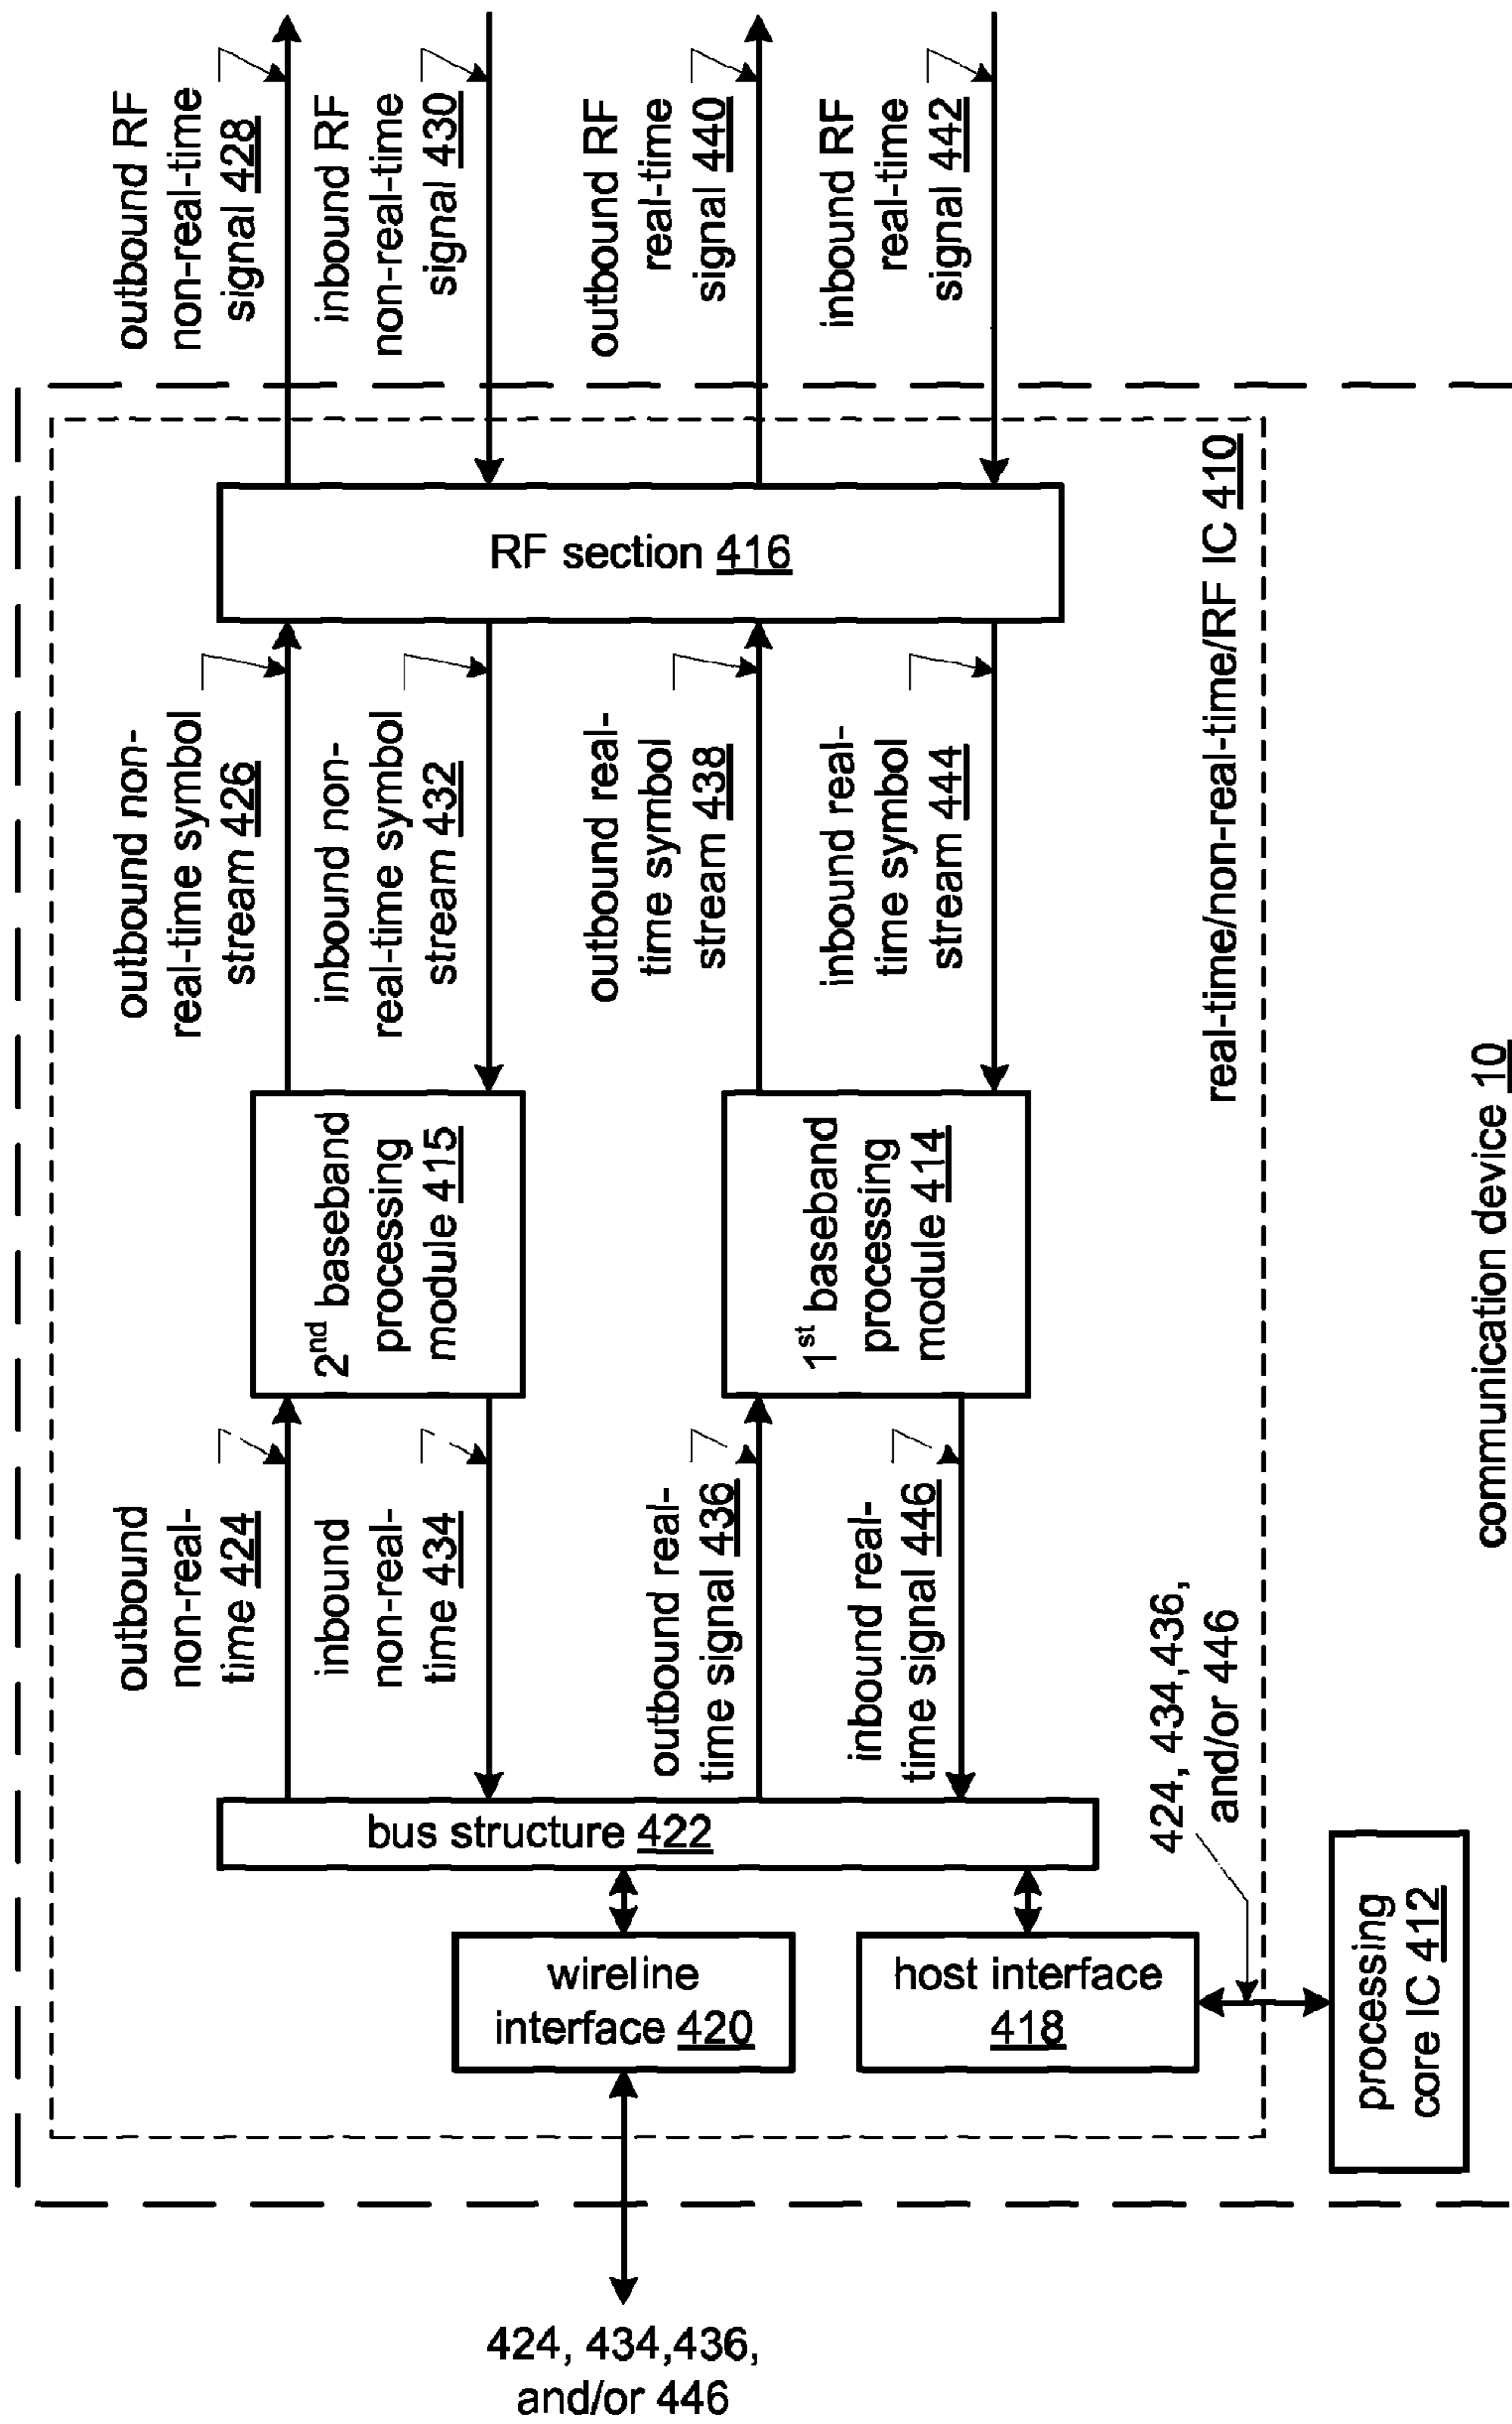 outbound RF
non-real-time
signal 428
inbound RF
non-real-time
signal 430
outbound RF
real-time
signal 440
inbound RF
real-time
signal 442
RF section 416
outbound non-
real-time symbol
stream 426
inbound non-
real-time symbol
stream 432
outbound real-
time symbol
stream 438
inbound real-
time symbol
stream 444
real-time/non-real-time/RF IC 410
2nd baseband
processing
module 415
1st baseband
processing
module 414
outbound
non-real-
time 424
inbound
non-real-
time 434
outbound real-
time signal 436
inbound real-
time signal 446
bus structure 422
wireline
interface 420
host interface
418
424, 434,436,
and/or 446
processing
core IC 412
communication device 10
424, 434,436,
and/or 446